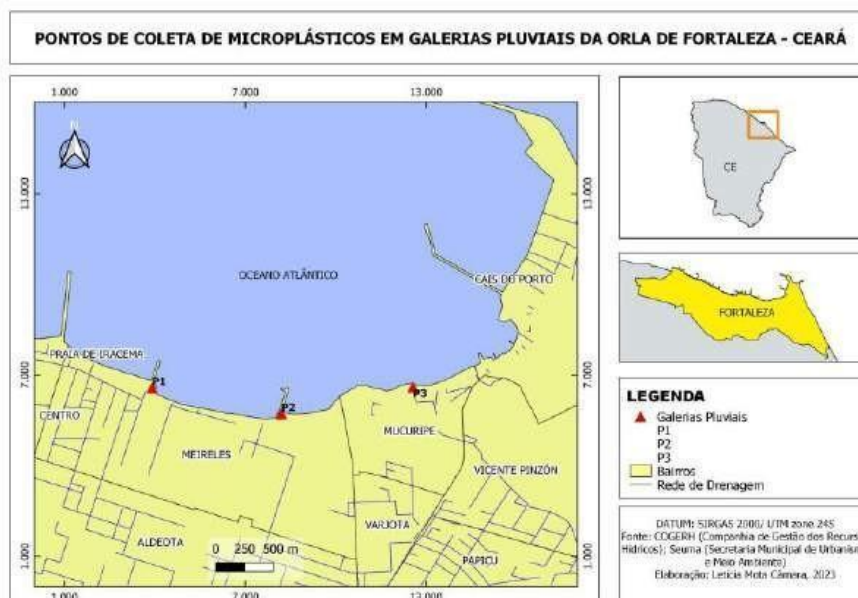 PONTOS DE COLETA DE MICROPLÁSTICOS EM GALERIAS PLUVIAIS DA ORLA DE FORTALEZA - CEARÁ
1.000 7.000 13.000
N
13.000 13.000
OCEANO ATLÂNTICO
CAIS DO PORTO
PRAIA DE IRACEMA
7.000 7.000
P1
P2
P3
CENTRO
MUCURIPE
MEIRELES
VICENTE PINZÓN
VARJOTA
ALDEOTA
PAPICU
0 250 500 m
1.000 1.000
1.000 7.000 13.000
CE
FORTALEZA
LEGENDA
Galerias Pluviais
P1
P2
P3
Bairros
Rede de Drenagem
DATUM: SIRGAS 2000/ UTM zone 24S
Fonte: COGERH (Companhia de Gestão dos Recurs
Hídricos); Seuma (Secretaria Municipal de Urbanism
e Meio Ambiente)
Elaboração: Letícia Mota Câmara, 2023